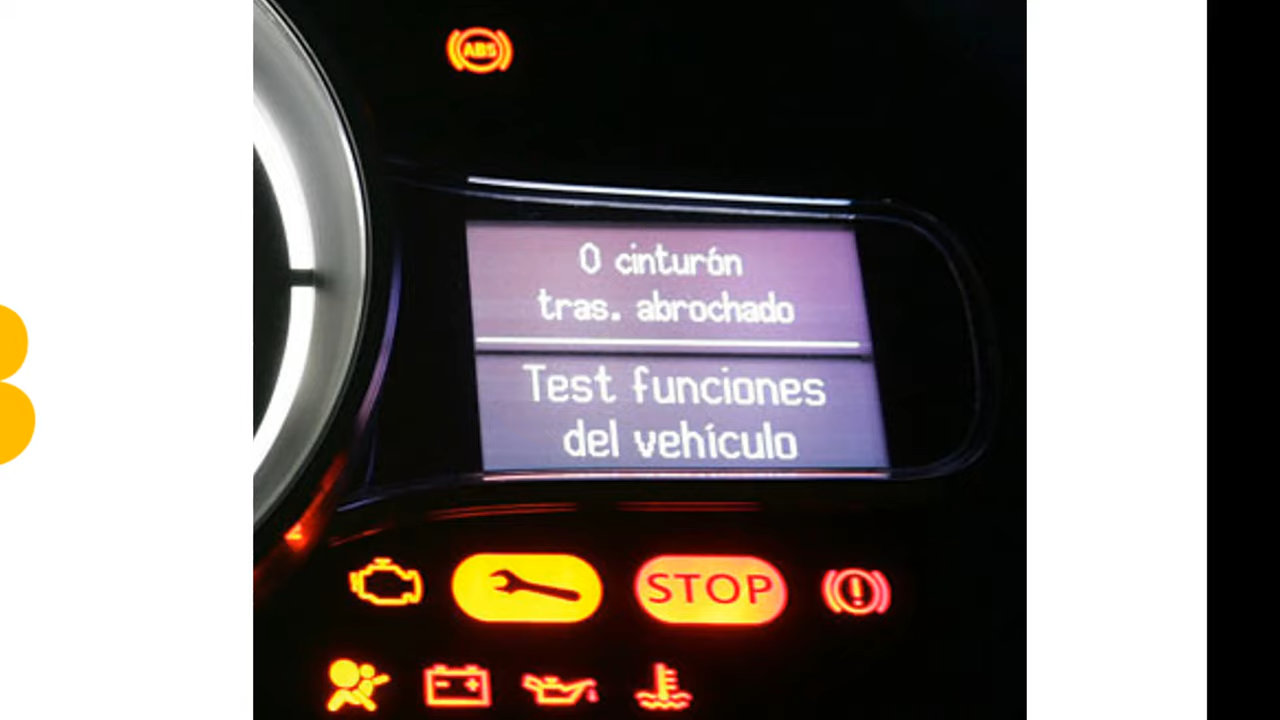 ABS
0 cinturón
tras. abrochado
Test funciones
del vehículo
STOP